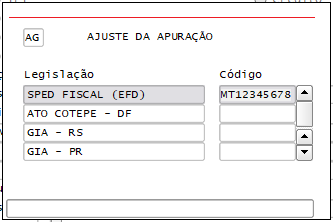 AG AJUSTE DA APURAÇÃO
Legislação Código
SPED FISCAL (EFD) MT12345678
ATO COTEPE - DF
GIA - RS
GIA - PR